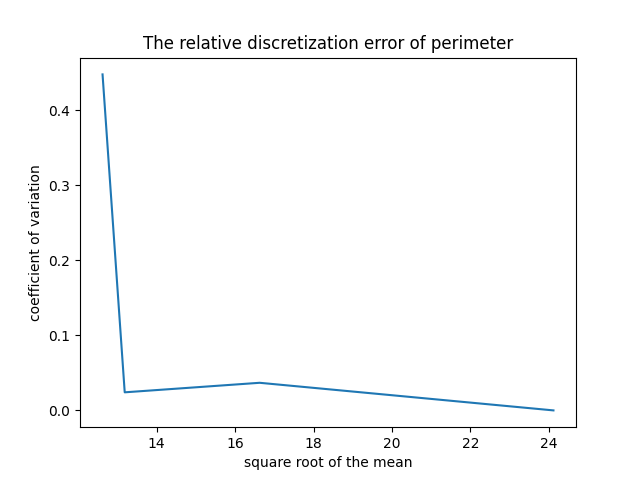 The relative discretization error of perimeter
coefficient of variation
0.4
0.3
0.2
0.1
0.0
14 16 18 20 22 24
square root of the mean